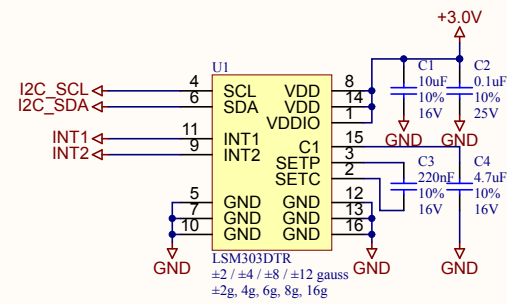 +3.0V
U1
I2C_SCL 4 SCL VDD 8
I2C_SDA 6 SDA VDD 14
VDDIO 1
INT1 11 INT1 C1 15
INT2 9 INT2 SETP 3
SETC 2
5 GND GND 12
7 GND GND 13
10 GND GND 16
C1
10uF
10%
16V
C2
0.1uF
10%
25V
GND
GND
C3
220nF
10%
16V
C4
4.7uF
10%
16V
GND
LSM303DTR
GND
GND
±2 / ±4 / ±8 / ±12 gauss
±2g, 4g, 6g, 8g, 16g